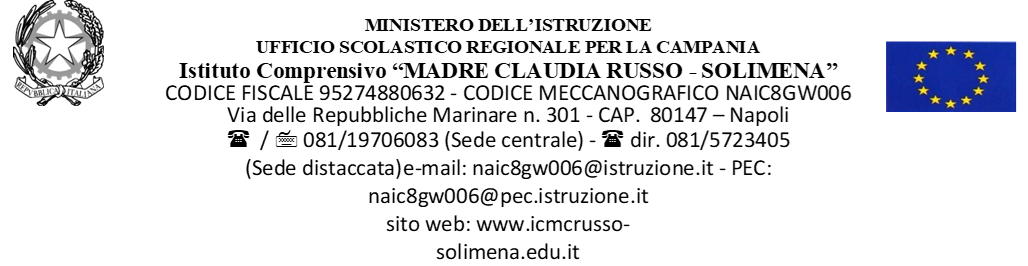 MINISTERO DELL’ISTRUZIONE
UFFICIO SCOLASTICO REGIONALE PER LA CAMPANIA
Istituto Comprensivo “MADRE CLAUDIA RUSSO - SOLIMENA”
CODICE FISCALE 95274880632 - CODICE MECCANOGRAFICO NAIC8GW006
Via delle Repubbliche Marinare n. 301 - CAP. 80147 – Napoli
☎ / 📠 081/19706083 (Sede centrale) - ☎ dir. 081/5723405
(Sede distaccata)e-mail: naic8gw006@istruzione.it - PEC:
naic8gw006@pec.istruzione.it
sito web: www.icmcrusso-
solimena.edu.it
REPVBBLICA ITALIANA